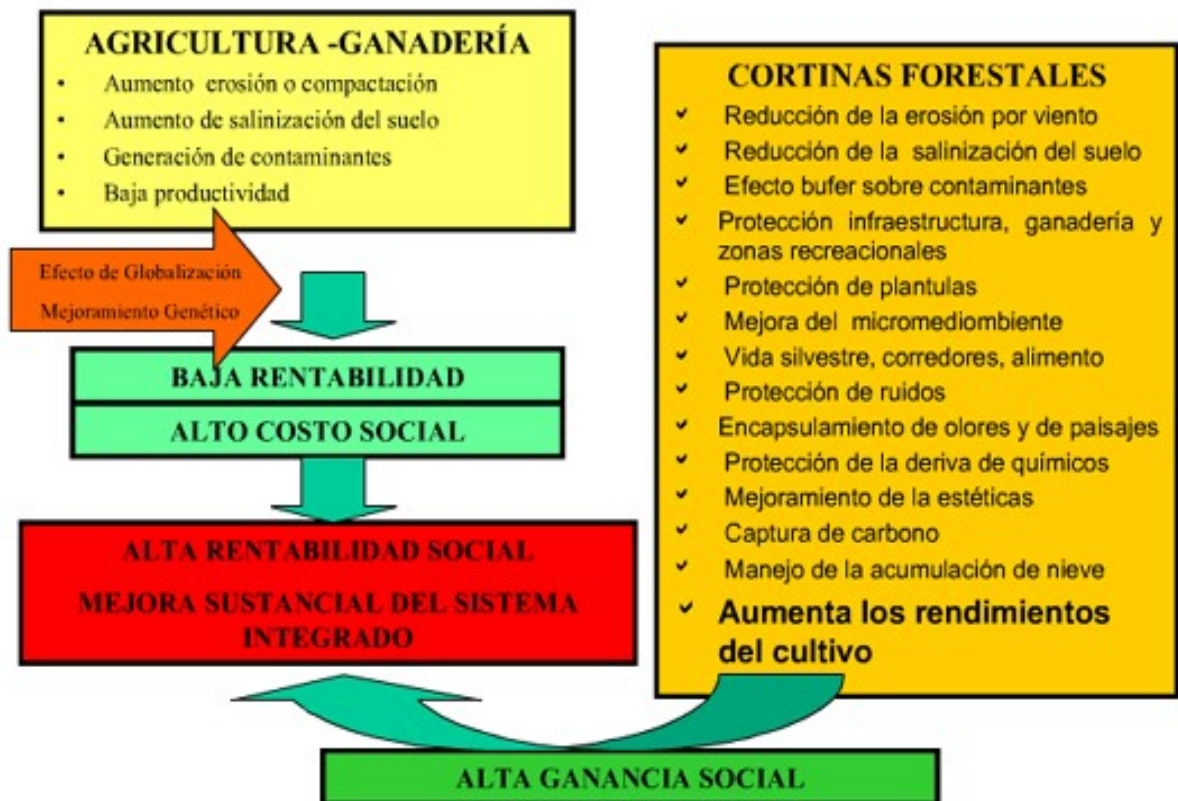 AGRICULTURA -GANADERÍA
• Aumento erosión o compactación
• Aumento de salinización del suelo
• Generación de contaminantes
• Baja productividad
Efecto de Globalización
Mejoramiento Genético
BAJA RENTABILIDAD
ALTO COSTO SOCIAL
ALTA RENTABILIDAD SOCIAL
MEJORA SUSTANCIAL DEL SISTEMA
INTEGRADO
CORTINAS FORESTALES
✓ Reducción de la erosión por viento
✓ Reducción de la salinización del suelo
✓ Efecto bufer sobre contaminantes
✓ Protección infraestructura, ganadería y
zonas recreacionales
✓ Protección de plantulas
✓ Mejora del micromediombiente
✓ Vida silvestre, corredores, alimento
✓ Protección de ruidos
✓ Encapsulamiento de olores y de paisajes
✓ Protección de la deriva de químicos
✓ Mejoramiento de la estéticas
✓ Captura de carbono
✓ Manejo de la acumulación de nieve
✓ Aumenta los rendimientos
del cultivo
ALTA GANANCIA SOCIAL